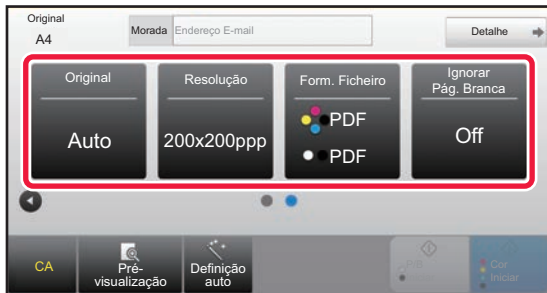 Original
A4
Morada
Endereço E-mail
Detalhe
Original
Auto
Resolução
200x200ppp
Form. Ficheiro
PDF
PDF
Ignorar
Pág. Branca
Off
CA
Pré-
visualização
Definição
auto
Cor
Iniciar